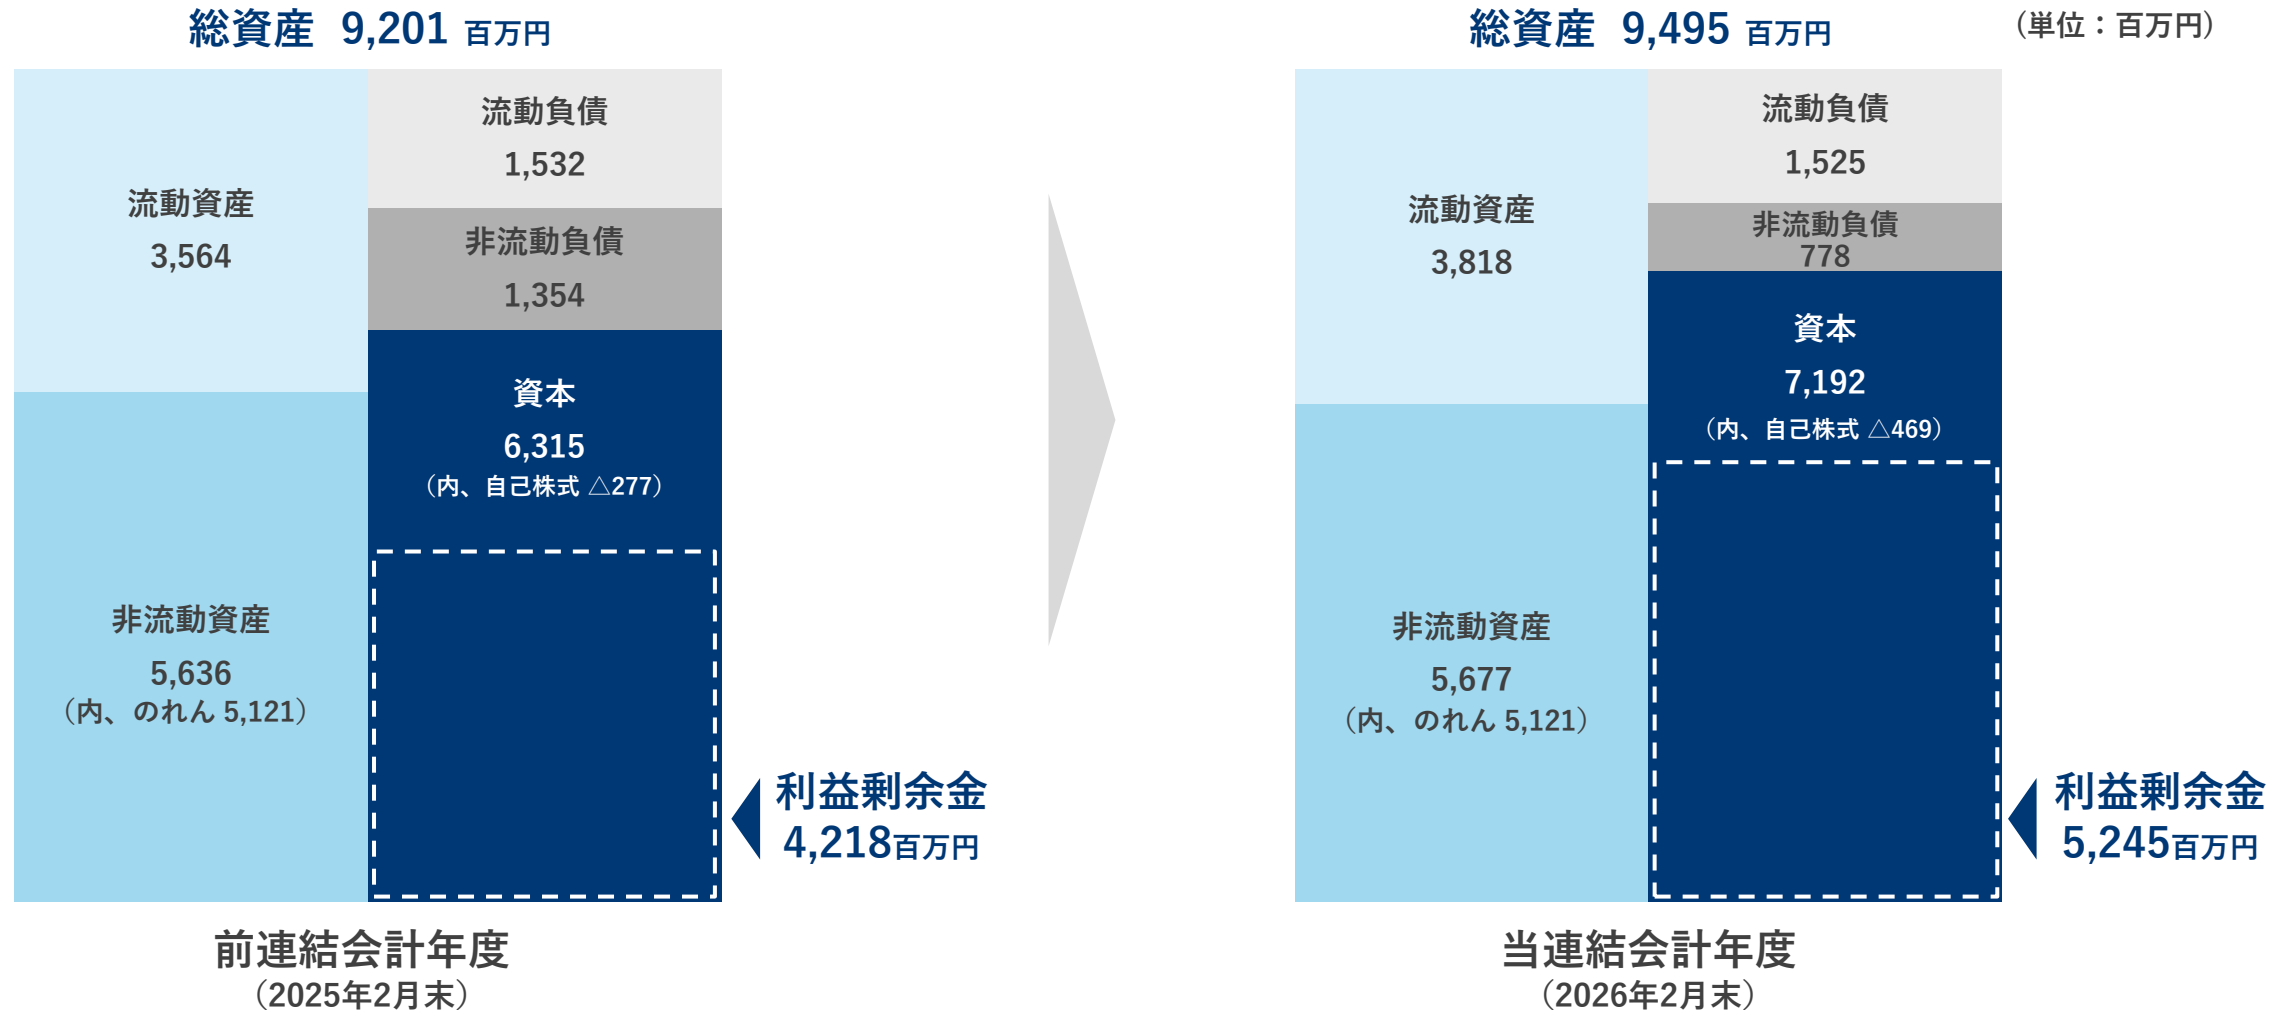 総資産 9,201 百万円
流動資産
3,564
非流動資産
5,636
（内、のれん 5,121）
流動負債
1,532
非流動負債
1,354
資本
6,315
（内、自己株式 △277）
利益剰余金
4,218百万円
前連結会計年度
（2025年2月末）
総資産 9,495 百万円
（単位：百万円）
流動資産
3,818
非流動資産
5,677
（内、のれん 5,121）
流動負債
1,525
非流動負債
778
資本
7,192
（内、自己株式 △469）
利益剰余金
5,245百万円
当連結会計年度
（2026年2月末）